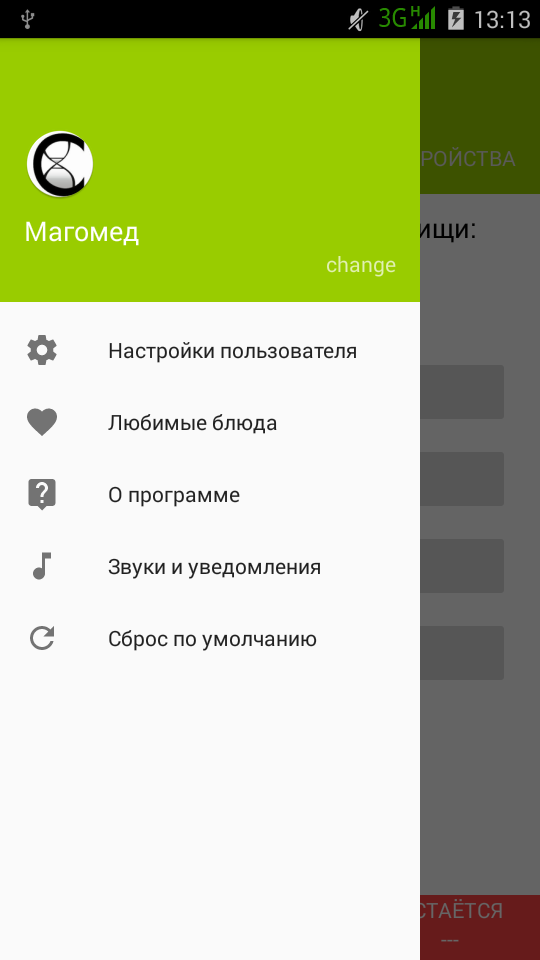 3G H 13:13
РОЙСТВА
Магомед
ищи:
change
Настройки пользователя
Любимые блюда
О программе
Звуки и уведомления
Сброс по умолчанию
СТАЁТСЯ
---